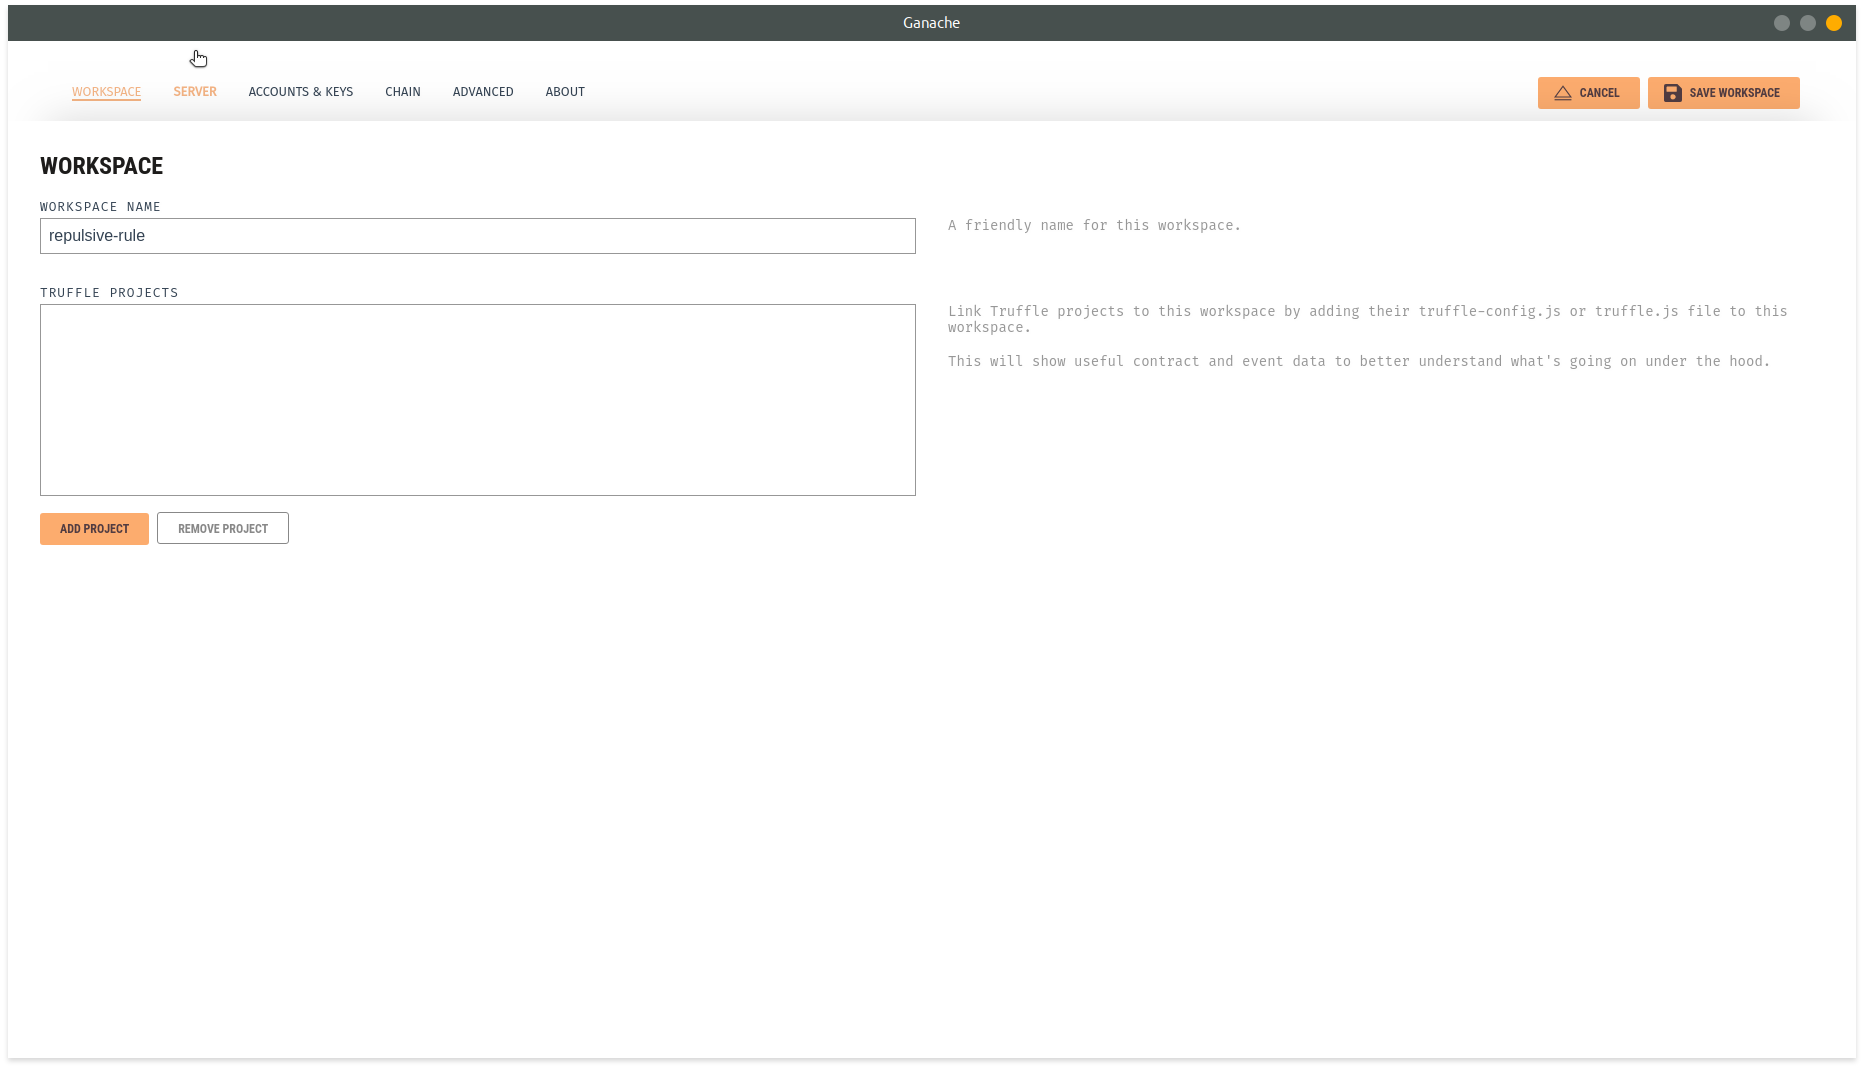 Ganache
WORKSPACE SERVER ACCOUNTS & KEYS CHAIN ADVANCED ABOUT CANCEL SAVE WORKSPACE
WORKSPACE
WORKSPACE NAME
repulsive-rule
A friendly name for this workspace.
TRUFFLE PROJECTS
Link Truffle projects to this workspace by adding their truffle-config.js or truffle.js file to this
workspace.
This will show useful contract and event data to better understand what's going on under the hood.
ADD PROJECT REMOVE PROJECT